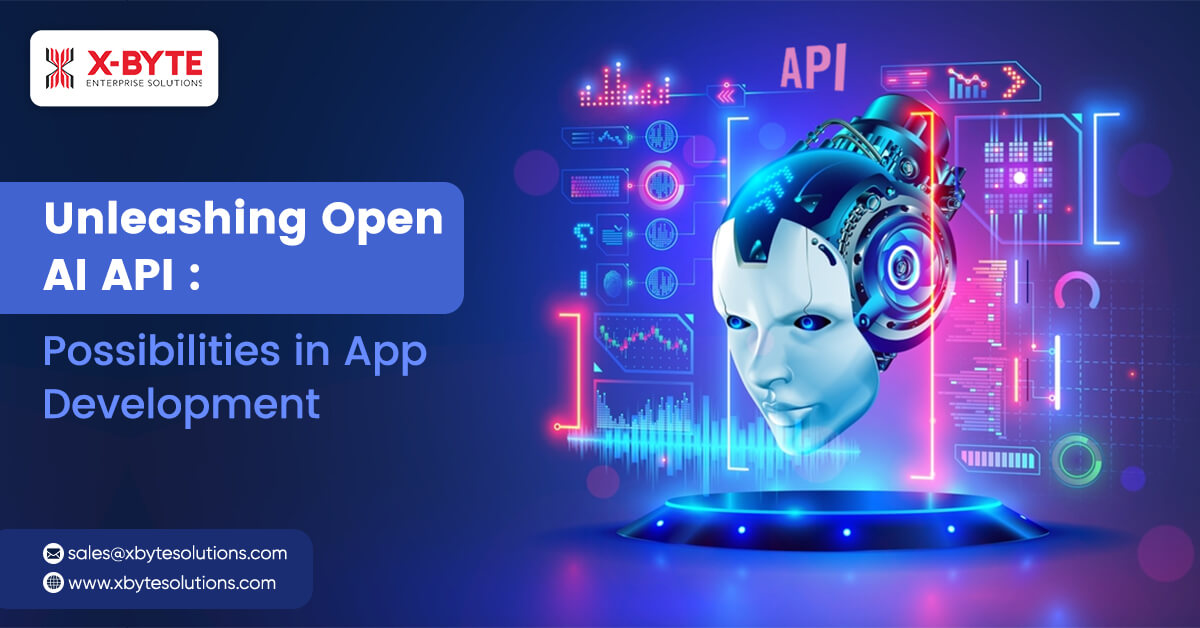 X-BYTE
ENTERPRISE SOLUTIONS
API
Unleashing Open
AI API :
Possibilities in App
Development
sales@xbytesolutions.com
www.xbytesolutions.com